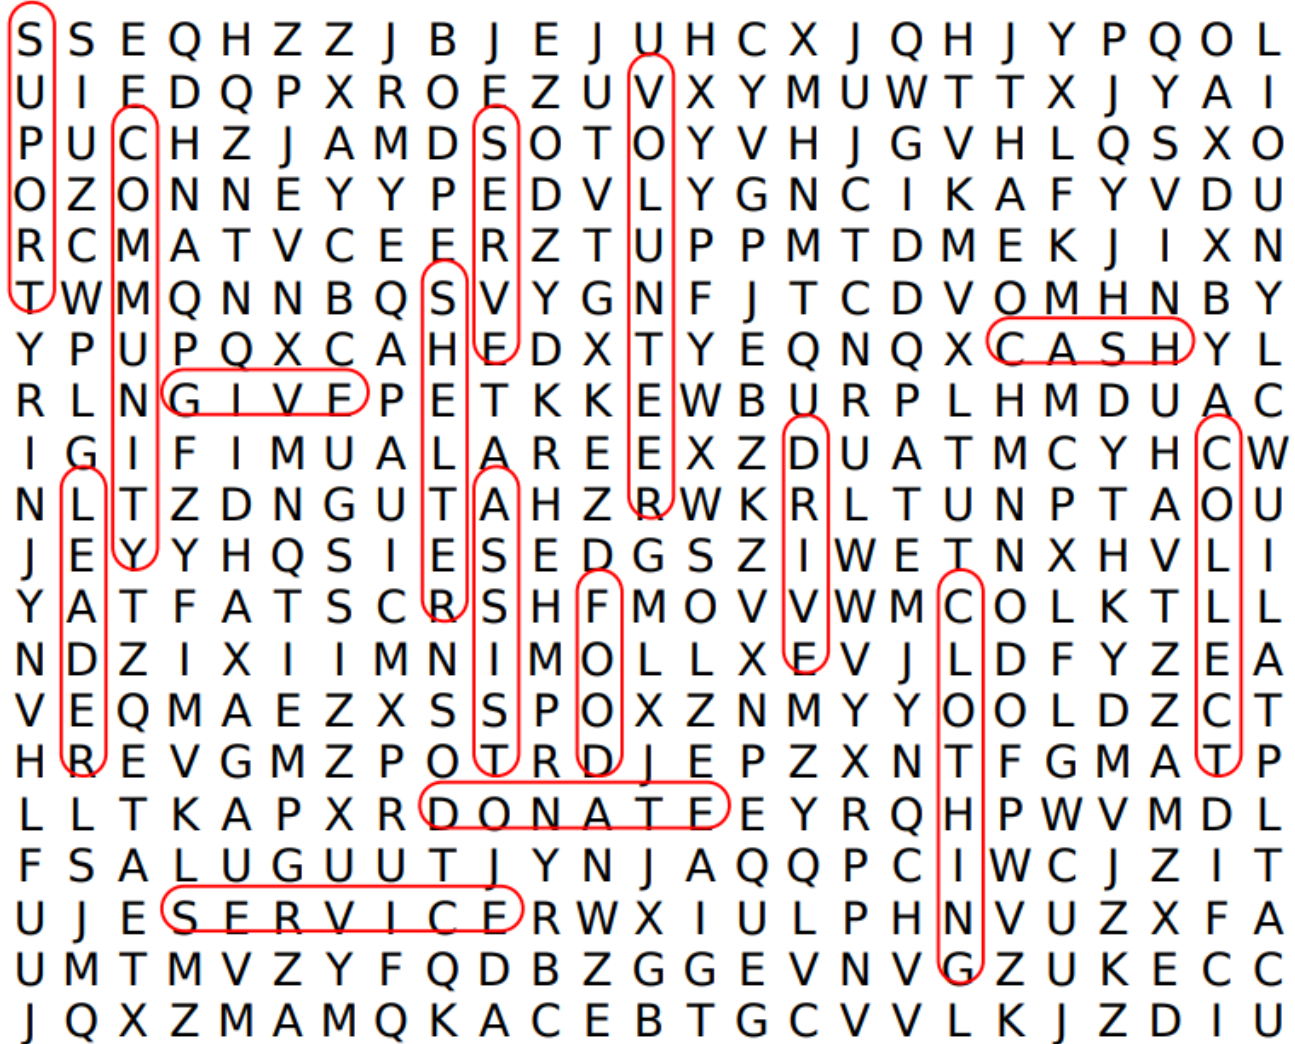 S S E Q H Z Z J B J E J U H C X J Q H J Y P Q O L
U I E D Q P X R O E Z U V X Y M U W T T X J Y A I
P U C H Z J A M D S O T O Y V H J G V H L Q S X O
O Z O N N E Y Y P E D V L Y G N C I K A F Y V D U
R C M A T V C E E R Z T U P P M T D M E K J I X N
T W M Q N N B Q S V Y G N F J T C D V O M H N B Y
Y P U P Q X C A H E D X T Y E Q N Q X C A S H Y L
R L N G I V E P E T K K E W B U R P L H M D U A C
I G I F I M U A L A R E E X Z D U A T M C Y H C W
N L T Z D N G U T A H Z R W K R L T U N P T A O U
J E Y Y H Q S I E S E D G S Z I W E T N X H V L I
Y A T F A T S C R S H F M O V V W M C O L K T L L
N D Z I X I I M N I M O L L X E V J L D F Y Z E A
V E Q M A E Z X S S P O X Z N M Y Y O O L D Z C T
H R E V G M Z P O T R D J E P Z X N T F G M A T P
L L T K A P X R D O N A T E E Y R Q H P W V M D L
F S A L U G U U T J Y N J A Q Q P C I W C J Z I T
U J E S E R V I C E R W X I U L P H N V U Z X F A
U M T M V Z Y F Q D B Z G G E V N V G Z U K E C C
J Q X Z M A M Q K A C E B T G C V V L K J Z D I U